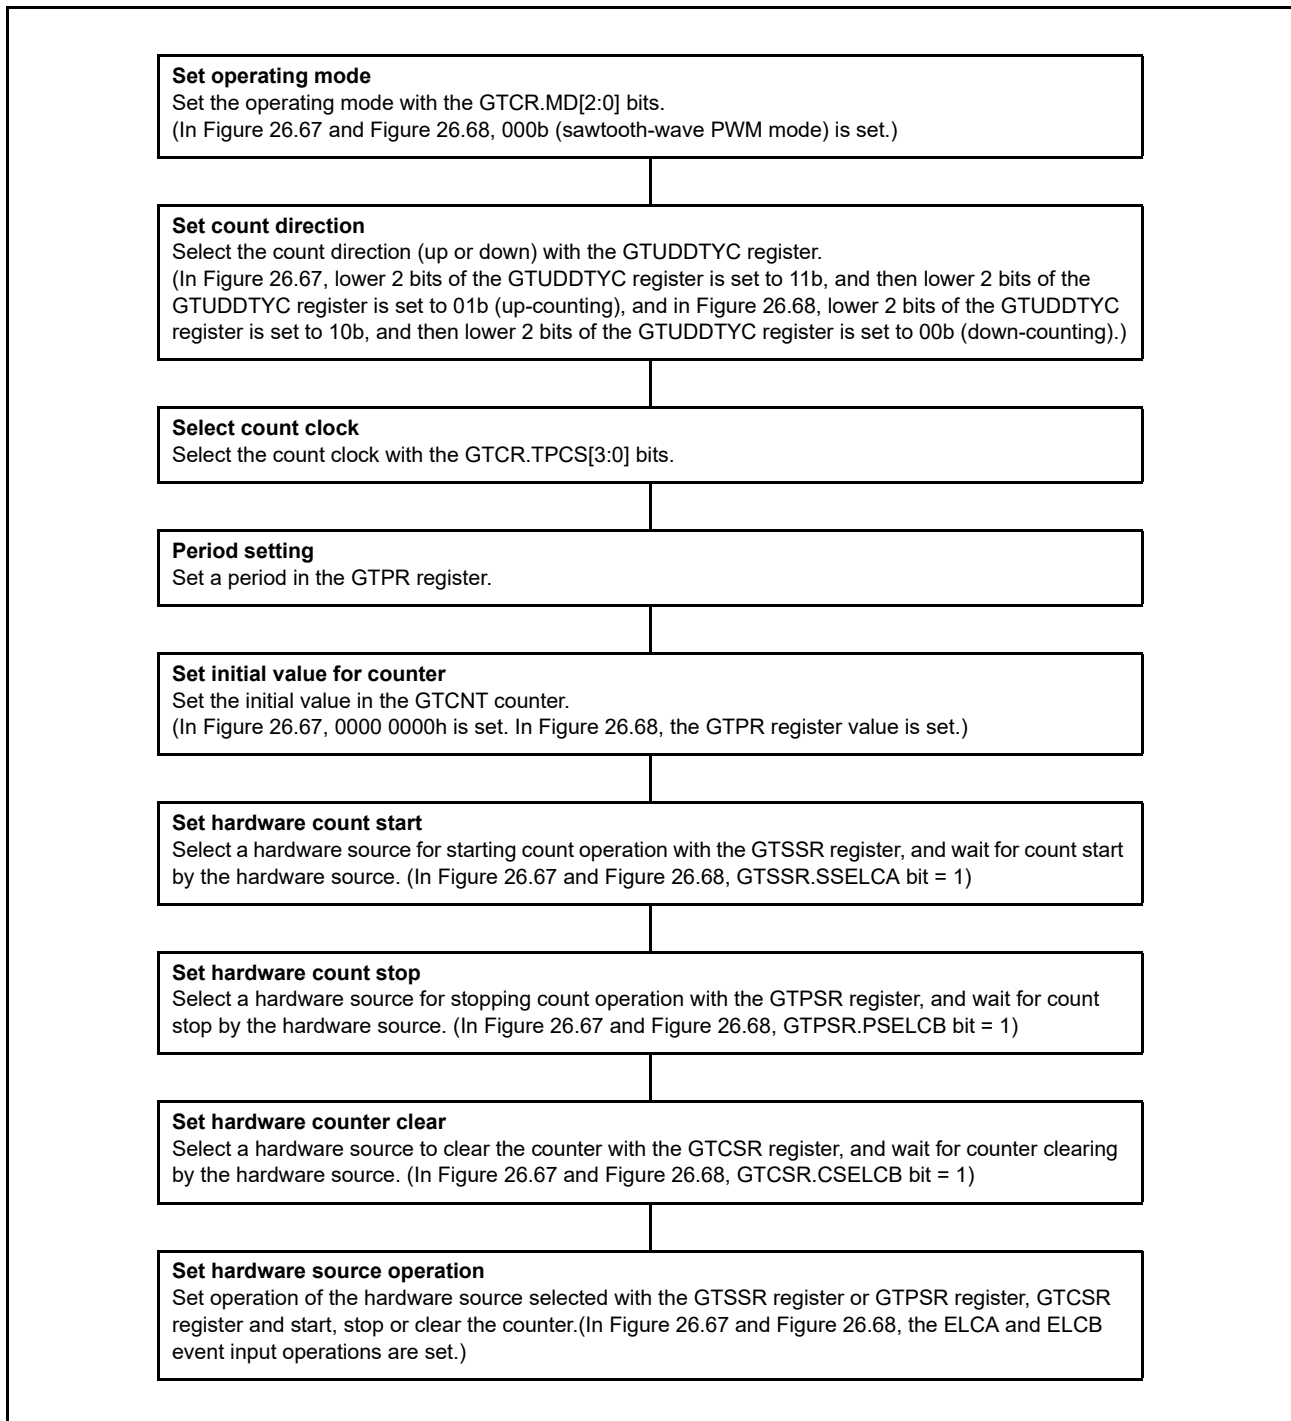 Set operating mode
Set the operating mode with the GTCR.MD[2:0] bits.
(In Figure 26.67 and Figure 26.68, 000b (sawtooth-wave PWM mode) is set.)
Set count direction
Select the count direction (up or down) with the GTUDDTYC register.
(In Figure 26.67, lower 2 bits of the GTUDDTYC register is set to 11b, and then lower 2 bits of the
GTUDDTYC register is set to 01b (up-counting), and in Figure 26.68, lower 2 bits of the GTUDDTYC
register is set to 10b, and then lower 2 bits of the GTUDDTYC register is set to 00b (down-counting).)
Select count clock
Select the count clock with the GTCR.TPCS[3:0] bits.
Period setting
Set a period in the GTPR register.
Set initial value for counter
Set the initial value in the GTCNT counter.
(In Figure 26.67, 0000 0000h is set. In Figure 26.68, the GTPR register value is set.)
Set hardware count start
Select a hardware source for starting count operation with the GTSSR register, and wait for count start
by the hardware source. (In Figure 26.67 and Figure 26.68, GTSSR.SSELCA bit = 1)
Set hardware count stop
Select a hardware source for stopping count operation with the GTPSR register, and wait for count
stop by the hardware source. (In Figure 26.67 and Figure 26.68, GTPSR.PSELCB bit = 1)
Set hardware counter clear
Select a hardware source to clear the counter with the GTCSR register, and wait for counter clearing
by the hardware source. (In Figure 26.67 and Figure 26.68, GTCSR.CSELCB bit = 1)
Set hardware source operation
Set operation of the hardware source selected with the GTSSR register or GTPSR register, GTCSR
register and start, stop or clear the counter.(In Figure 26.67 and Figure 26.68, the ELCA and ELCB
event input operations are set.)